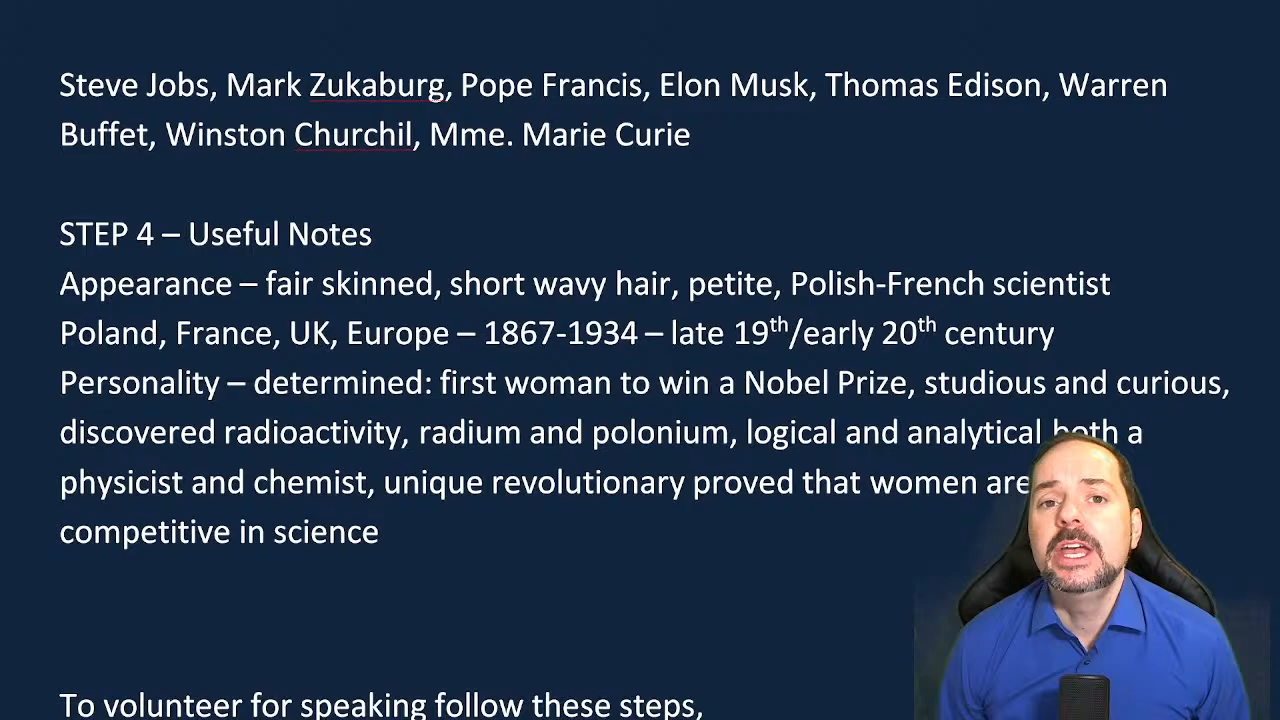 Steve Jobs, Mark Zukaburg, Pope Francis, Elon Musk, Thomas Edison, Warren
Buffet, Winston Churchil, Mme. Marie Curie
STEP 4 – Useful Notes
Appearance – fair skinned, short wavy hair, petite, Polish-French scientist
Poland, France, UK, Europe – 1867-1934 – late 19th/early 20th century
Personality – determined: first woman to win a Nobel Prize, studious and curious,
discovered radioactivity, radium and polonium, logical and analytical both a
physicist and chemist, unique revolutionary proved that women are
competitive in science
To volunteer for speaking follow these steps,